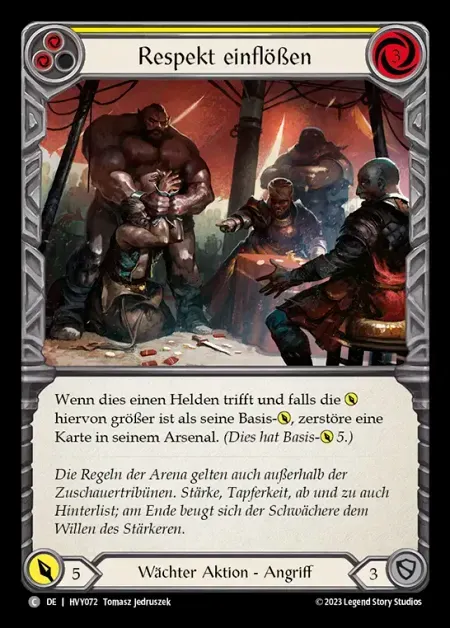 Respekt einflößen
3
Wenn dies einen Helden trifft und falls die
hiervon größer ist als seine Basis- , zerstöre eine
Karte in seinem Arsenal. (Dies hat Basis- 5.)
Die Regeln der Arena gelten auch außerhalb der
Zuschauertribünen. Stärke, Tapferkeit, ab und zu auch
Hinterlist; am Ende beugt sich der Schwächere dem
Willen des Stärkeren.
5 Wächter Aktion - Angriff 3
C DE | HVY072 Tomasz Jedruszek © 2023 Legend Story Studios